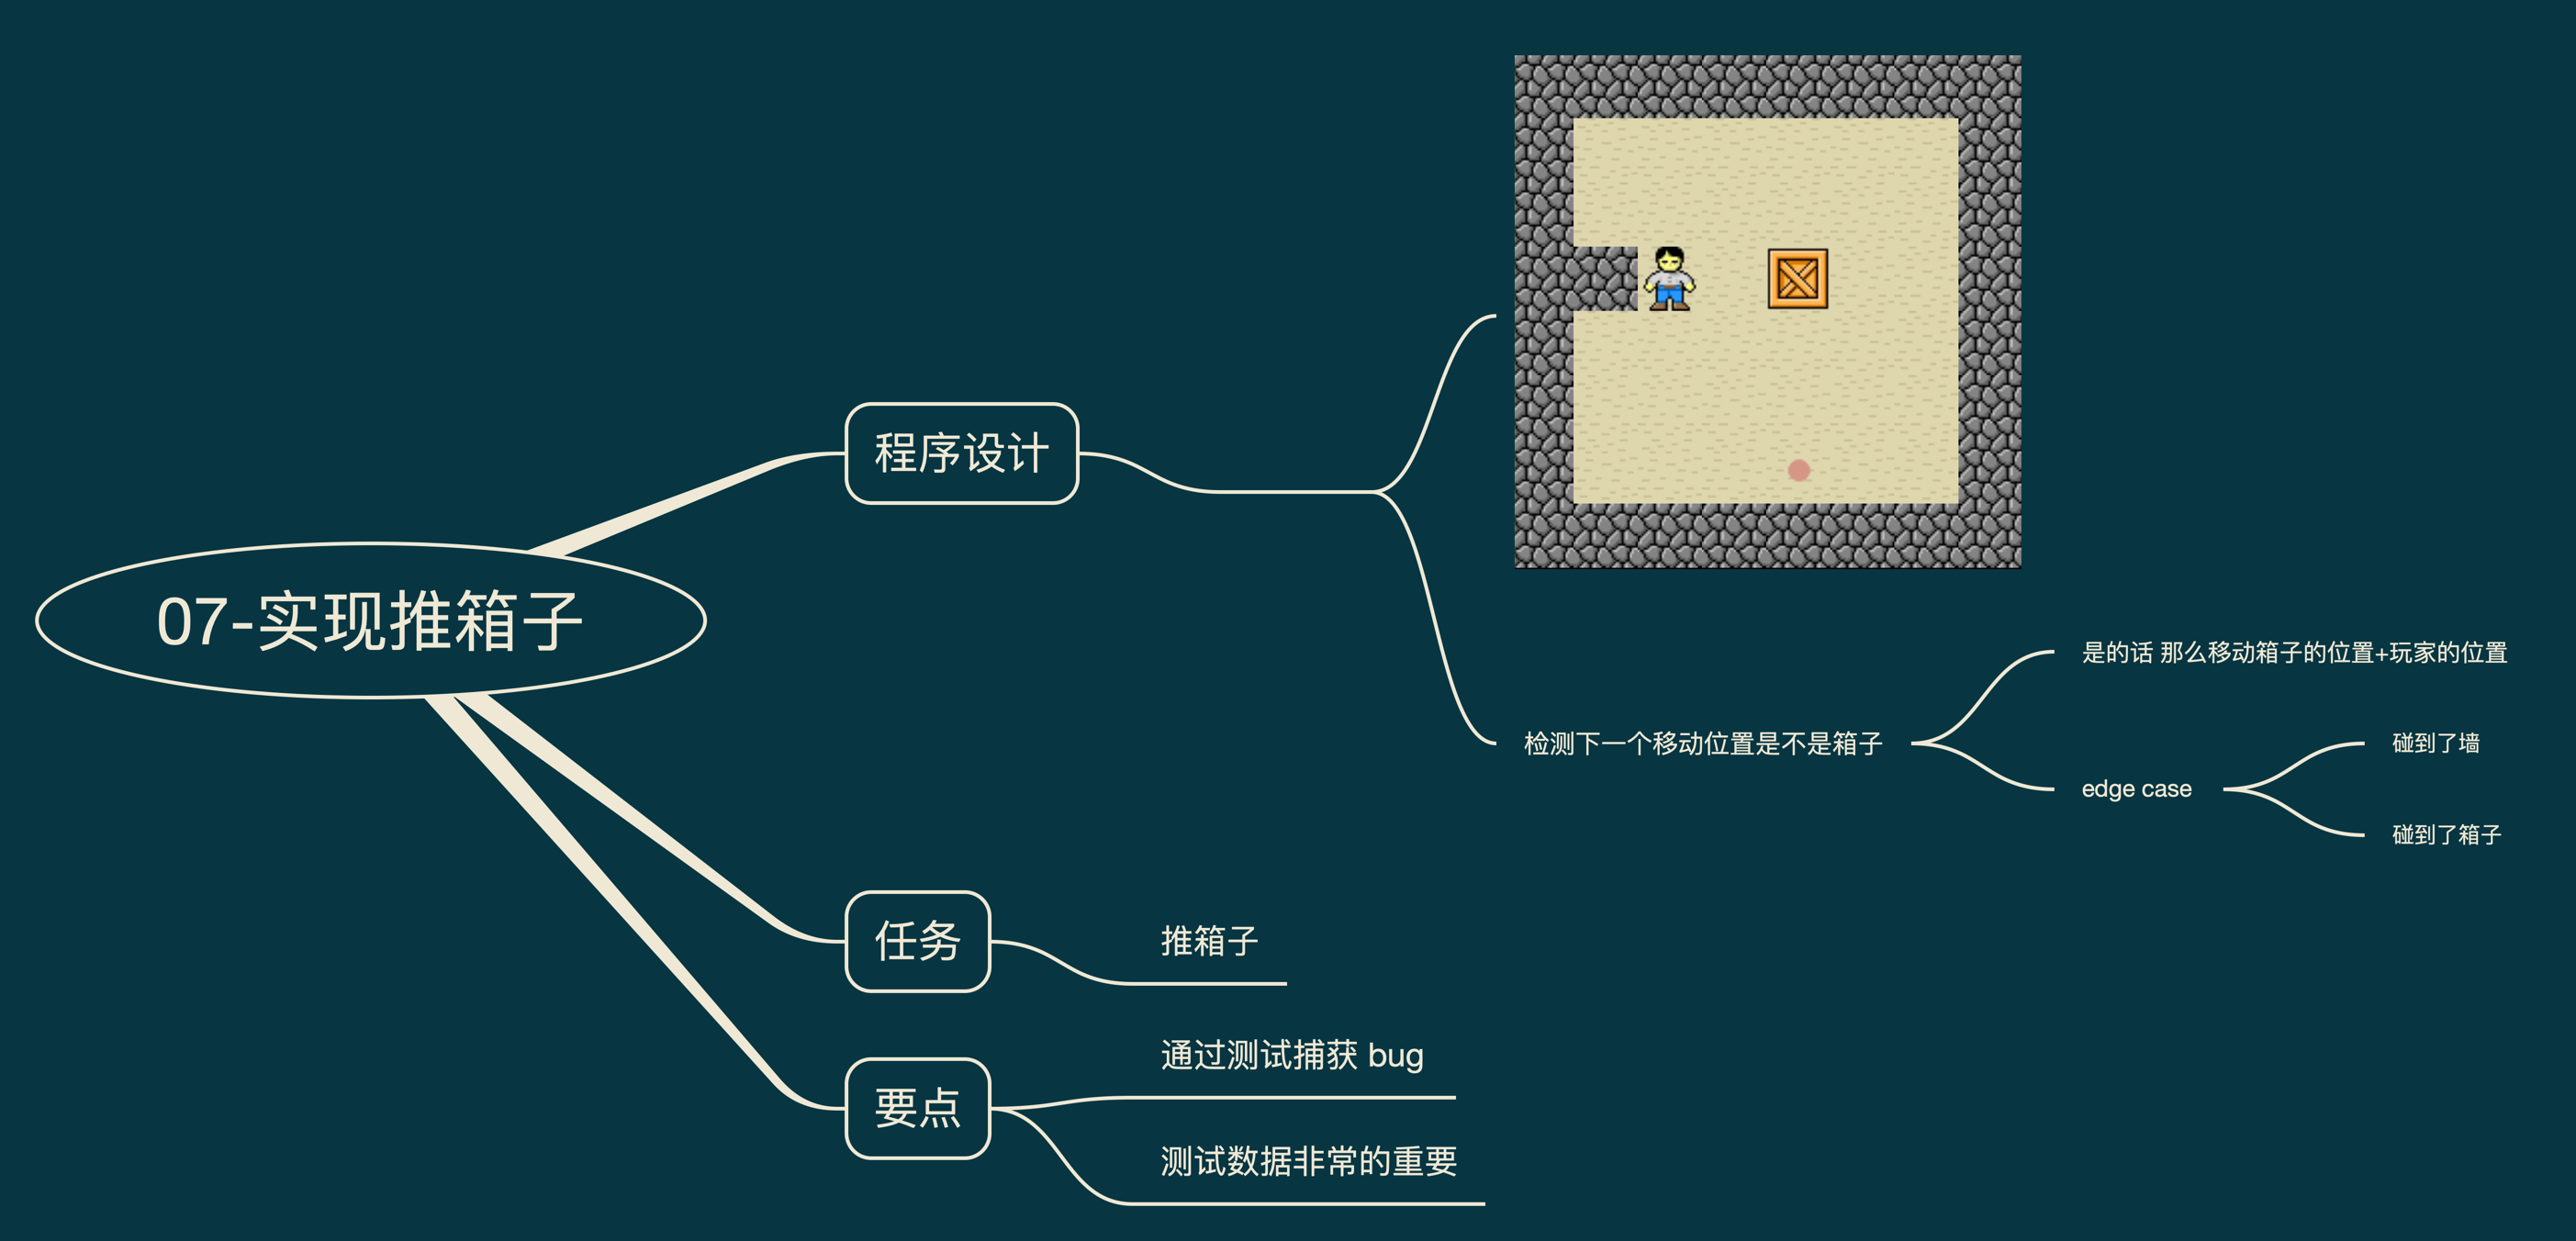 07-实现推箱子
程序设计
检测下一个移动位置是不是箱子
是的话 那么移动箱子的位置+玩家的位置
edge case
碰到了墙
碰到了箱子
任务
推箱子
要点
通过测试捕获 bug
测试数据非常的重要